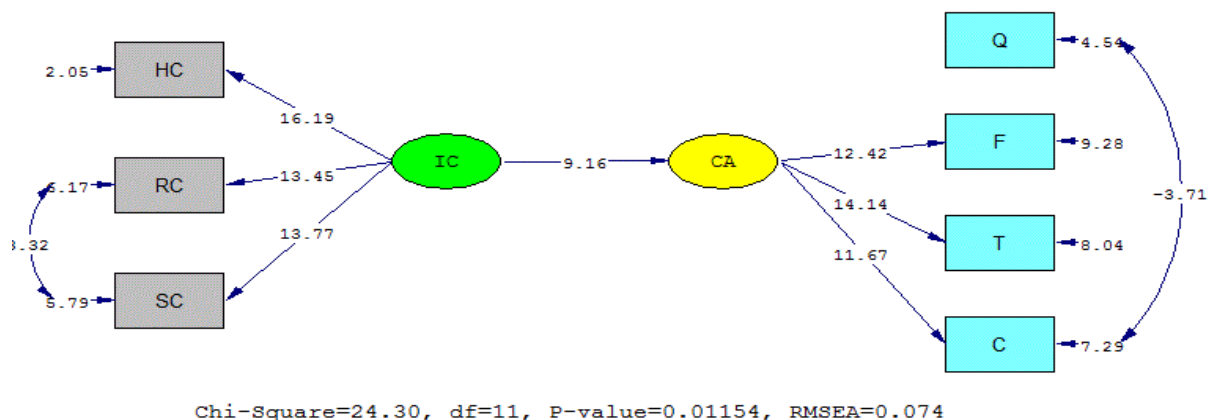 Q
4.54
2.05
HC
16.19
F
9.28
12.42
IC
9.16
CA
RC
13.45
-3.71
14.14
13.77
T
8.04
11.67
SC
C
7.29
Chi-Square=24.30, df=11, P-value=0.01154, RMSEA=0.074